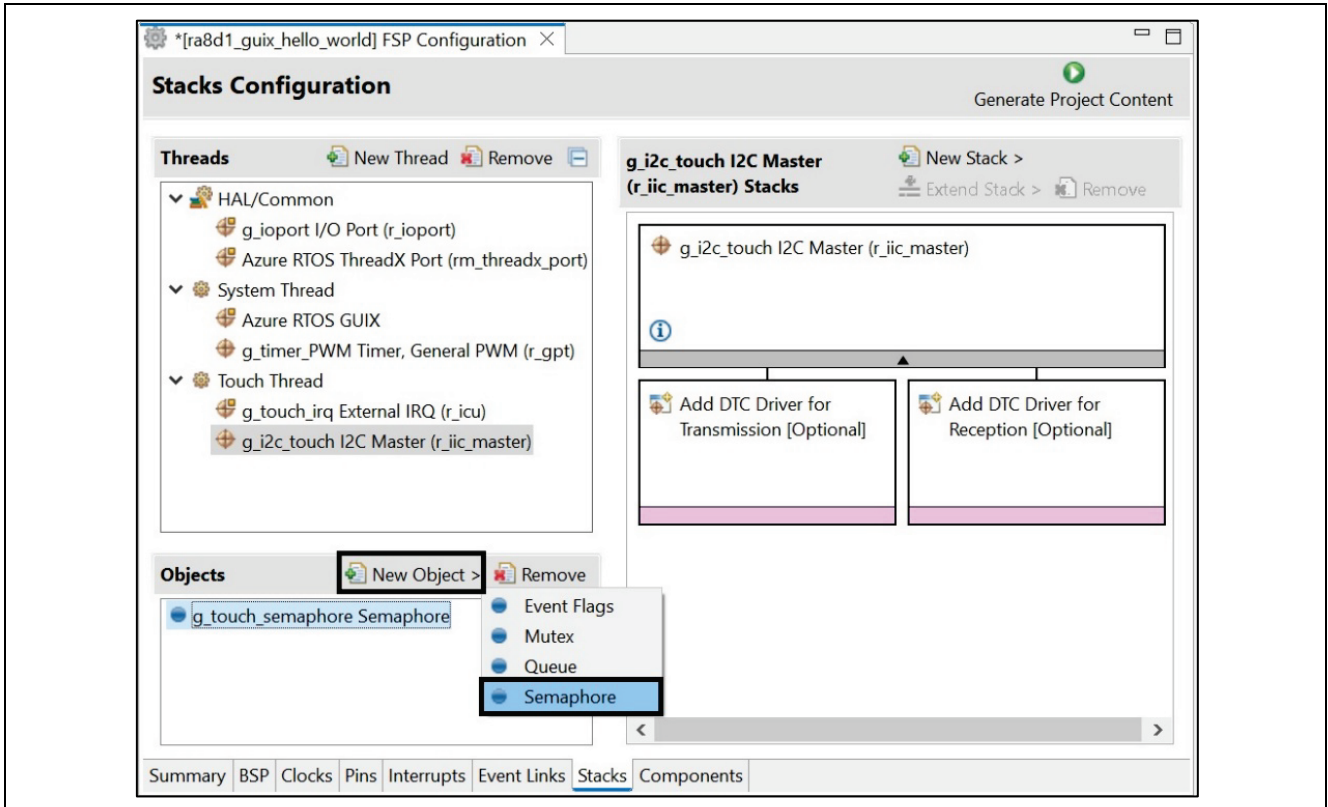 *[ra8d1_guix_hello_world] FSP Configuration
Stacks Configuration
Generate Project Content
Threads
New Thread
Remove
HAL/Common
g_ioport I/O Port (r_ioport)
Azure RTOS ThreadX Port (rm_threadx_port)
System Thread
Azure RTOS GUIX
g_timer_PWM Timer, General PWM (r_gpt)
Touch Thread
g_touch_irq External IRQ (r_icu)
g_i2c_touch I2C Master (r_iic_master)
g_i2c_touch I2C Master
(r_iic_master) Stacks
New Stack >
Extend Stack >
Remove
g_i2c_touch I2C Master (r_iic_master)
Add DTC Driver for
Transmission [Optional]
Add DTC Driver for
Reception [Optional]
Objects
New Object >
Remove
g_touch_semaphore Semaphore
Event Flags
Mutex
Queue
Semaphore
Summary BSP Clocks Pins Interrupts Event Links Stacks Components